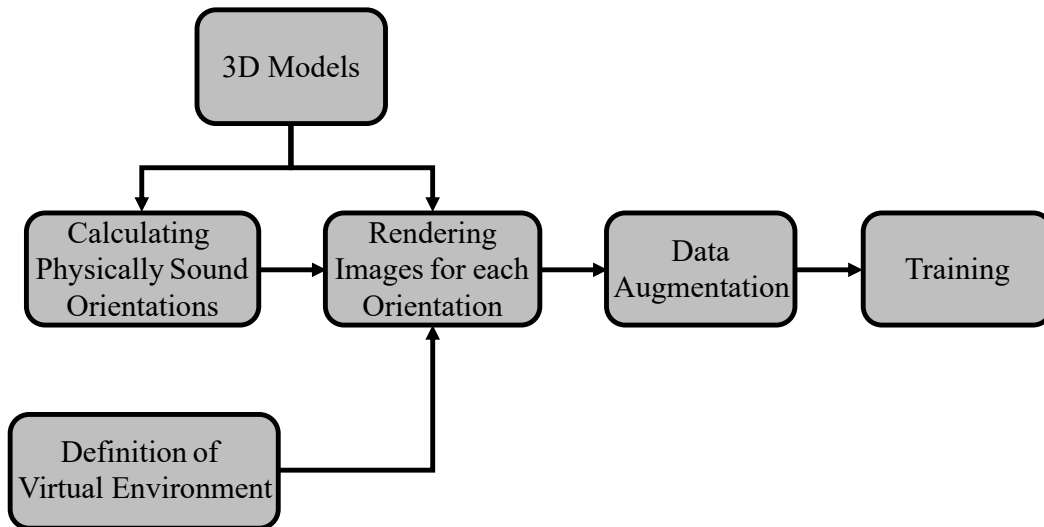 3D Models
Calculating
Physically Sound
Orientations
Rendering
Images for each
Orientation
Data
Augmentation
Training
Definition of
Virtual Environment